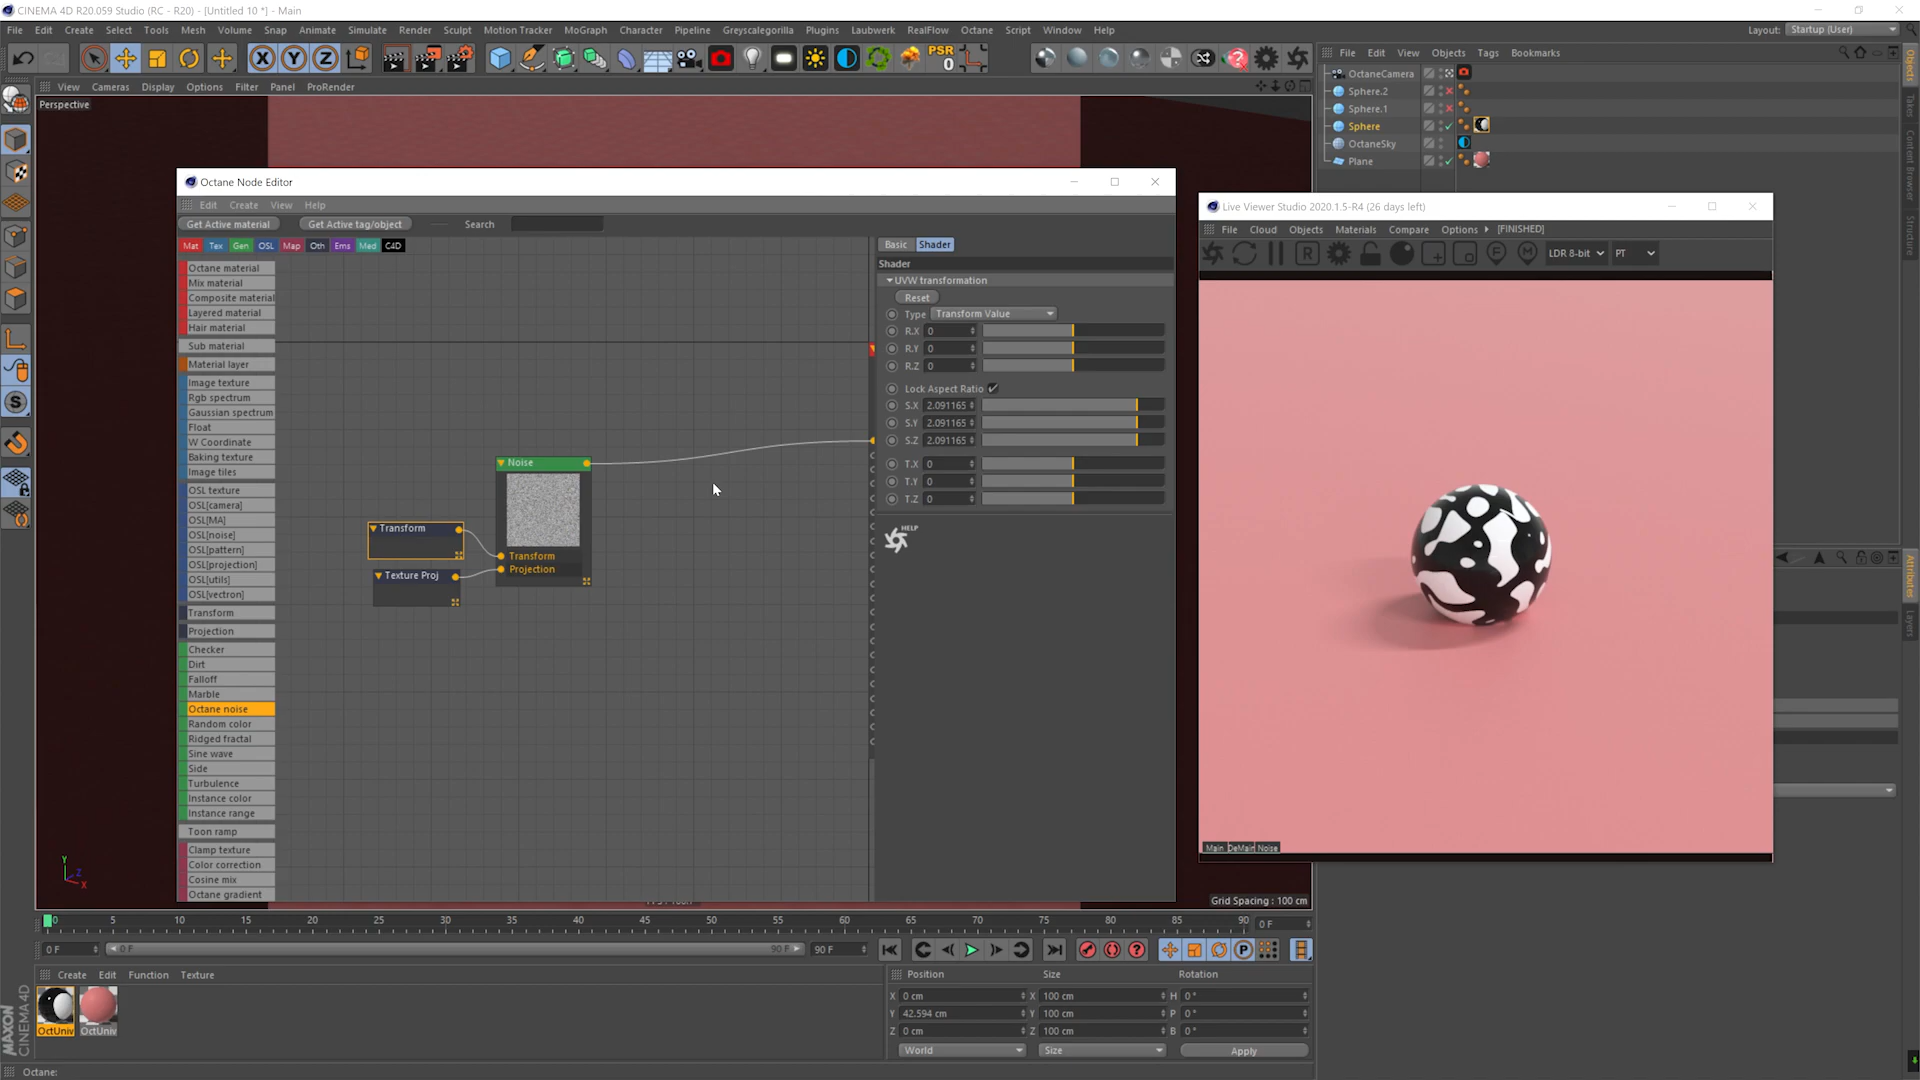 CINEMA 4D R20.059 Studio (RC - R20) - [Untitled 10 *] - Main
File Edit Create Select Tools Mesh Volume Snap Animate Simulate Render Sculpt Motion Tracker MoGraph Character Pipeline Greyscalegorilla Plugins Laubwerk RealFlow Octane Script Window Help
Layout: Startup (User)
X Y Z
PSR
0
File Edit View Objects Tags Bookmarks
View Cameras Display Options Filter Panel ProRender
Perspective
OctaneCamera
Sphere.2
Sphere.1
Sphere
OctaneSky
Plane
Objects
Takes
Content Browser
Structure
Attributes
Layers
Octane Node Editor
Edit Create View Help
Get Active material Get Active tag/object Search
Mat Tex Gen OSL Map Oth Ems Med C4D
Octane material
Mix material
Composite material
Layered material
Hair material
Sub material
Material layer
Image texture
Rgb spectrum
Gaussian spectrum
Float
W Coordinate
Baking texture
Image tiles
OSL texture
OSL[camera]
OSL[MA]
OSL[noise]
OSL[pattern]
OSL[projection]
OSL[utils]
OSL[vectron]
Transform
Projection
Checker
Dirt
Falloff
Marble
Octane noise
Random color
Ridged fractal
Sine wave
Side
Turbulence
Instance color
Instance range
Toon ramp
Clamp texture
Color correction
Cosine mix
Octane gradient
Noise
Transform
Projection
Transform
Texture Proj
Basic Shader
Shader
UVW transformation
Reset
Type Transform Value
R.X 0
R.Y 0
R.Z 0
Lock Aspect Ratio
S.X 2.091165
S.Y 2.091165
S.Z 2.091165
T.X 0
T.Y 0
T.Z 0
HELP
Live Viewer Studio 2020.1.5-R4 (26 days left)
File Cloud Objects Materials Compare Options [FINISHED]
R F M LDR 8-bit PT
Main DeMain Noise
Y Z X
Grid Spacing : 100 cm
0 5 10 15 20 25 30 35 40 45 50 55 60 65 70 75 80 85 90 0 F
0 F 0 F 90 F 90 F
Create Edit Function Texture
OctUniv OctUniv
MAXON
CINEMA4D
Position Size Rotation
X 0 cm X 100 cm H 0 °
Y 42.594 cm Y 100 cm P 0 °
Z 0 cm Z 100 cm B 0 °
World Size Apply
Octane: